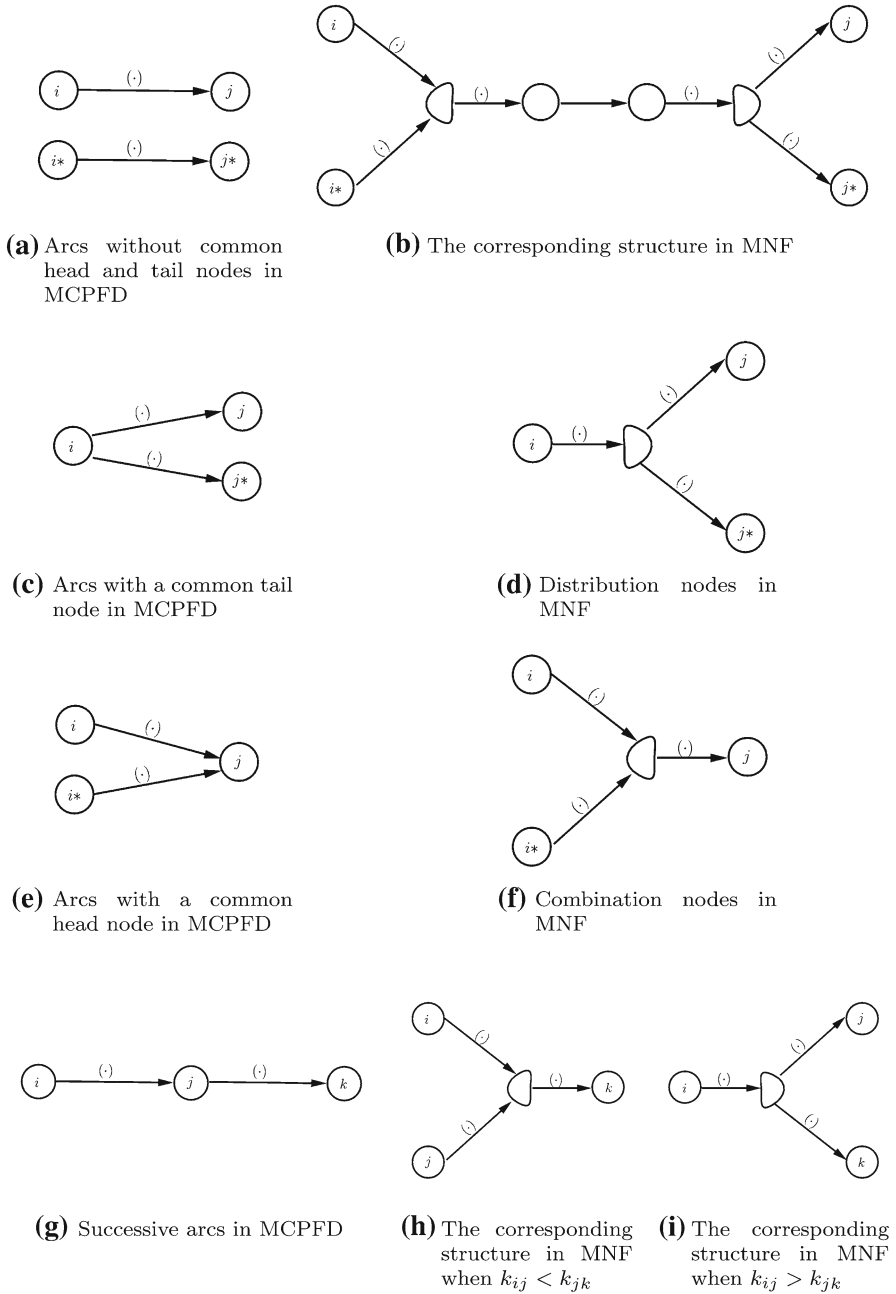 i (·) j
i* (·) j*
i (·) j
(·) (·) (·)
i* (·) j*
(a) Arcs without common
head and tail nodes in
MCPFD
(b) The corresponding structure in MNF
i (·) j
(·) j*
i (·) (·) j
(·) j*
(c) Arcs with a common tail
node in MCPFD
(d) Distribution nodes in
MNF
i (·) j
i* (·)
i (·)
(·) j
i* (·)
(e) Arcs with a common
head node in MCPFD
(f) Combination nodes in
MNF
i (·) j (·) k
i (·)
(·) k
j (·)
i (·) (·) j
(·) k
(g) Successive arcs in MCPFD
(h) The corresponding
structure in MNF
when k_{ij} < k_{jk}
(i) The corresponding
structure in MNF
when k_{ij} > k_{jk}